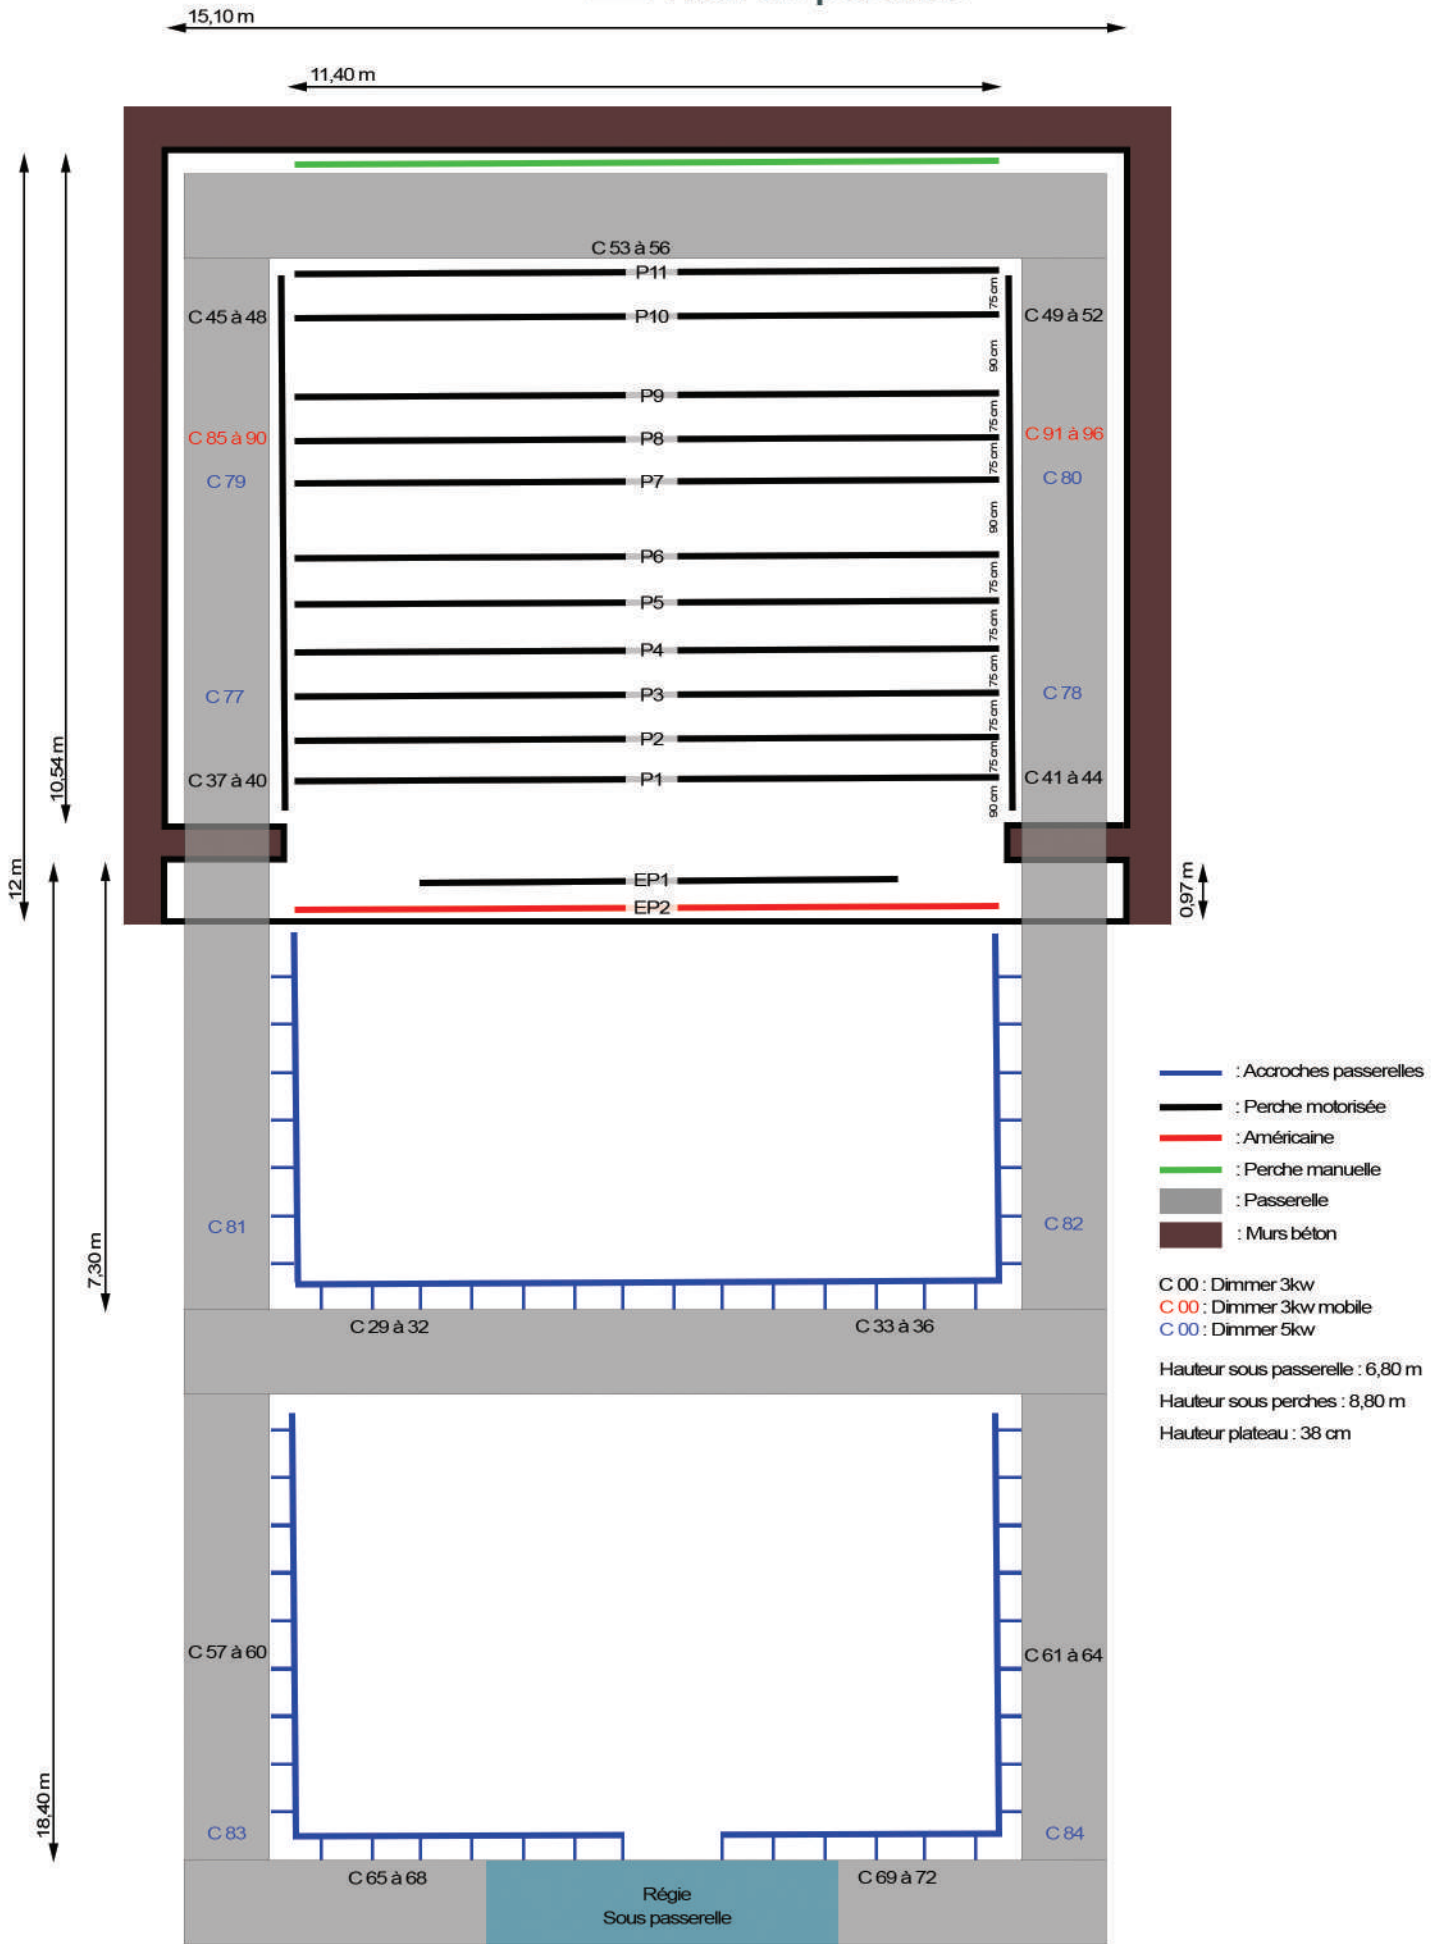 15,10 m
11,40 m
C 53 à 56
P11
75 cm
C 45 à 48
P10
C 49 à 52
90 cm
P9
75 cm
C 85 à 90
P8
C 91 à 96
75 cm
C 79
P7
C 80
90 cm
P6
75 cm
P5
75 cm
P4
75 cm
C 77
P3
C 78
75 cm
P2
75 cm
C 37 à 40
P1
C 41 à 44
90 cm
10,54 m
12 m
EP1
EP2
0,97 m
: Accroches passerelles
: Perche motorisée
: Américaine
: Perche manuelle
: Passerelle
: Murs béton
C 81
C 82
7,30 m
C 29 à 32
C 33 à 36
C 00 : Dimmer 3kw
C 00 : Dimmer 3kw mobile
C 00 : Dimmer 5kw
Hauteur sous passerelle : 6,80 m
Hauteur sous perches : 8,80 m
Hauteur plateau : 38 cm
C 57 à 60
C 61 à 64
18,40 m
C 83
C 84
C 65 à 68
C 69 à 72
Régie
Sous passerelle